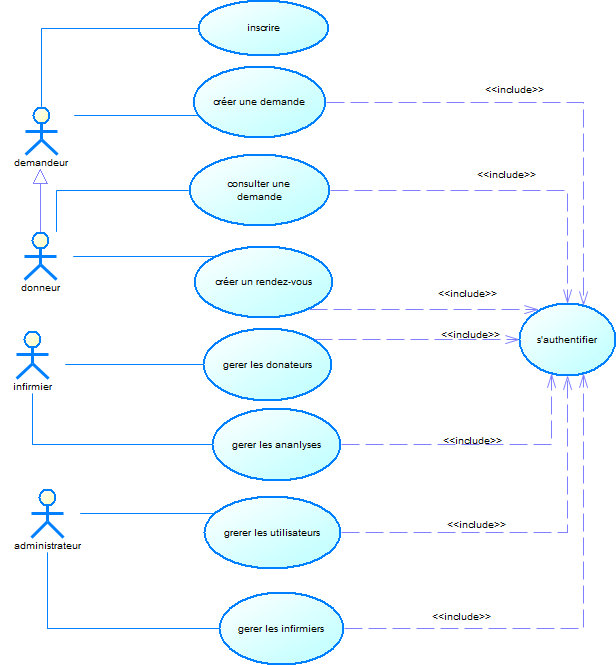 inscrire
créer une demande
<<include>>
demandeur
consulter une
demande
<<include>>
donneur
créer un rendez-vous
<<include>>
<<include>>
s'authentifier
infirmier
gerer les donateurs
gerer les ananlyses
<<include>>
administrateur
grerer les utilisateurs
<<include>>
gerer les infirmiers
<<include>>